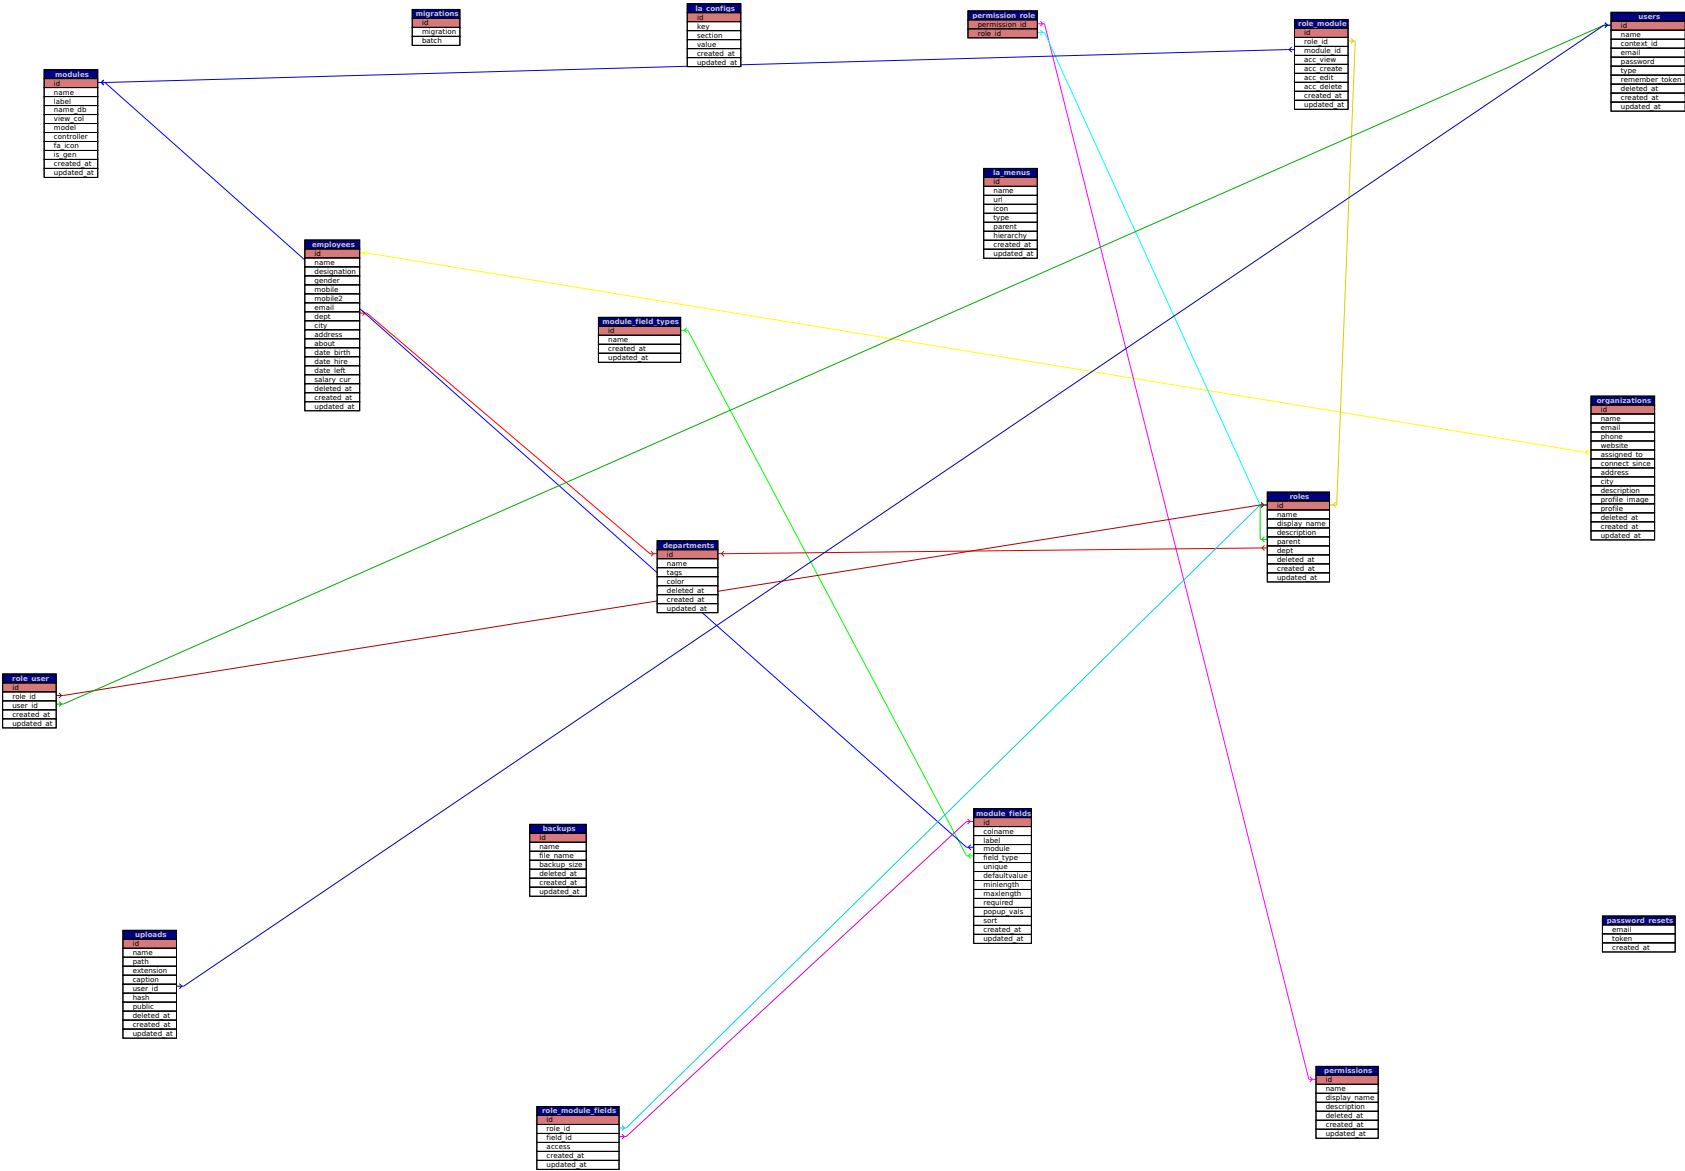 migrations
id
migration
batch
la_configs
id
key
section
value
created_at
updated_at
permission_role
permission_id
role_id
role_module
id
role_id
module_id
acc_view
acc_create
acc_edit
acc_delete
created_at
updated_at
users
id
name
context_id
email
password
type
remember_token
deleted_at
created_at
updated_at
modules
id
name
label
name_db
view_col
model
controller
fa_icon
is_gen
created_at
updated_at
la_menus
id
name
url
icon
type
parent
hierarchy
created_at
updated_at
employees
id
name
designation
gender
mobile
mobile2
email
dept
city
address
about
date_birth
date_hire
date_left
salary_cur
deleted_at
created_at
updated_at
module_field_types
id
name
created_at
updated_at
organizations
id
name
email
phone
website
assigned_to
connect_since
address
city
description
profile_image
profile
deleted_at
created_at
updated_at
roles
id
name
display_name
description
parent
dept
deleted_at
created_at
updated_at
departments
id
name
tags
color
deleted_at
created_at
updated_at
role_user
id
role_id
user_id
created_at
updated_at
module_fields
id
colname
label
module
field_type
unique
defaultvalue
minlength
maxlength
required
popup_vals
sort
created_at
updated_at
backups
id
name
file_name
backup_size
deleted_at
created_at
updated_at
password_resets
email
token
created_at
uploads
id
name
path
extension
caption
user_id
hash
public
deleted_at
created_at
updated_at
permissions
id
name
display_name
description
deleted_at
created_at
updated_at
role_module_fields
id
role_id
field_id
access
created_at
updated_at